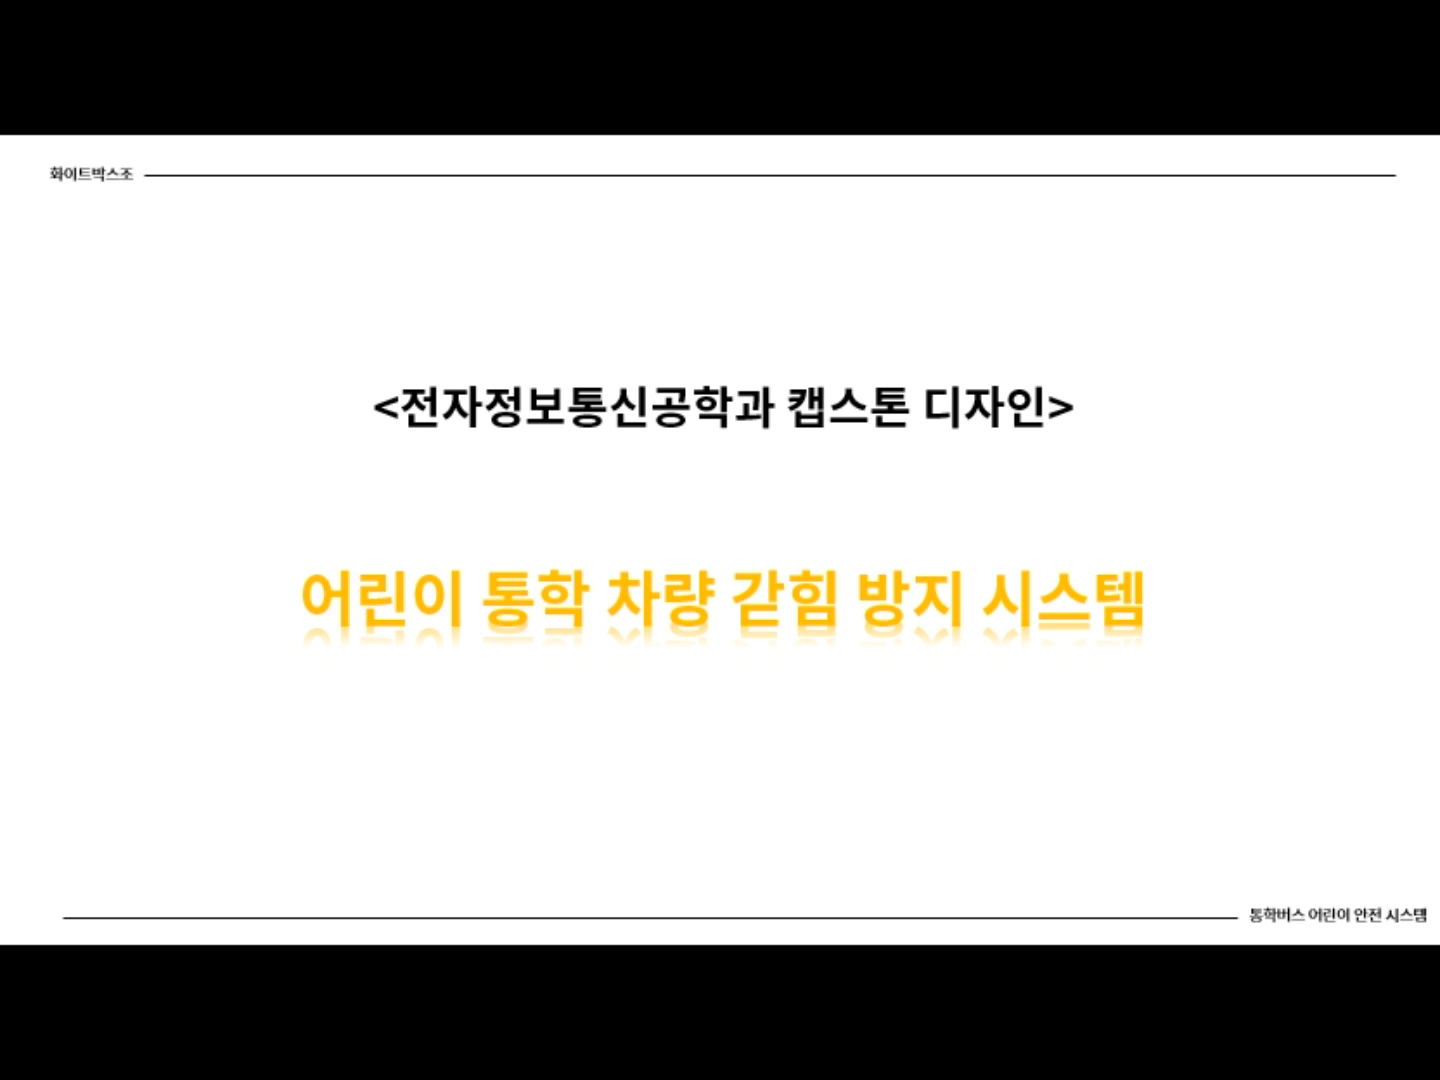 화이트박스조
<전자정보통신공학과 캡스톤 디자인>
어린이 통학 차량 갇힘 방지 시스템
통학버스 어린이 안전 시스템